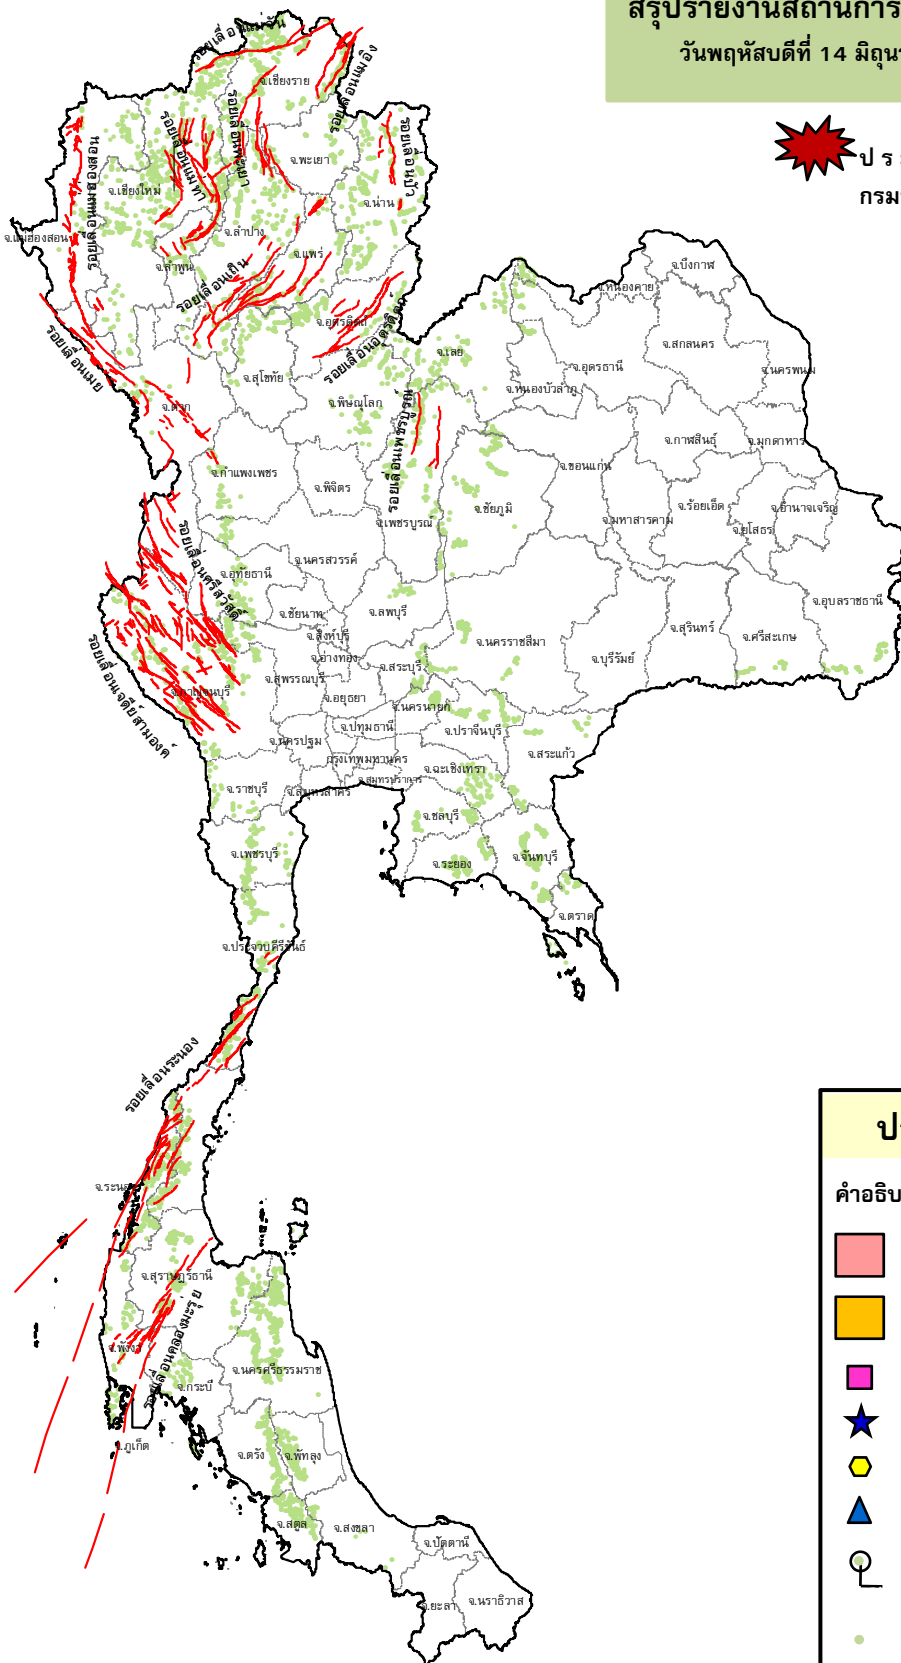 สรุปรายงานสถานการ
วันพฤหัสบดีที่ 14 มิถุน
ป ร
กรม
รอยเลื่อนแม่จัน
จ.เชียงราย
รอยเลื่อนแม่อิง
รอยเลื่อนแม่ฮ่องสอน
จ.เชียงใหม่
รอยเลื่อนแม่ทา
รอยเลื่อนพะเยา
จ.พะเยา
รอยเลื่อนปัว
จ.น่าน
จ.แม่ฮ่องสอน
จ.ลำปาง
จ.ลำพูน
จ.แพร่
รอยเลื่อนเถิน
จ.บึงกาฬ
จ.หนองคาย
จ.อุตรดิตถ์
รอยเลื่อนอุตรดิตถ์
รอยเลื่อนเมย
จ.เลย
จ.สกลนคร
จ.อุดรธานี
จ.นครพนม
จ.สุโขทัย
จ.หนองบัวลำภู
จ.ตาก
จ.พิษณุโลก
รอยเลื่อนเพชรบูรณ์
จ.กาฬสินธุ์
จ.มุกดาหาร
จ.กำแพงเพชร
จ.ขอนแก่น
จ.พิจิตร
จ.ชัยภูมิ
จ.ร้อยเอ็ด
จ.อำนาจเจริญ
จ.เพชรบูรณ์
จ.มหาสารคาม
จ.ยโสธร
รอยเลื่อนศรีสวัสดิ์
จ.นครสวรรค์
จ.อุทัยธานี
จ.อุบลราชธานี
จ.ชัยนาท
จ.ลพบุรี
จ.สิงห์บุรี
จ.นครราชสีมา
จ.สุรินทร์
จ.ศรีสะเกษ
จ.อ่างทอง
จ.สระบุรี
จ.บุรีรัมย์
รอยเลื่อนเจดีย์สามองค์
จ.กาญจนบุรี
จ.สุพรรณบุรี
จ.อยุธยา
จ.นครนายก
จ.ปทุมธานี
จ.ปราจีนบุรี
จ.นครปฐม
จ.สระแก้ว
กรุงเทพมหานคร
จ.ฉะเชิงเทรา
จ.สมุทรปราการ
จ.ราชบุรี
จ.สมุทรสาคร
จ.ชลบุรี
จ.เพชรบุรี
จ.ระยอง
จ.จันทบุรี
จ.ตราด
จ.ประจวบคีรีขันธ์
รอยเลื่อนระนอง
คำอธิบ
จ.สุราษฎร์ธานี
จ.พังงา
รอยเลื่อนคลองมะรุ่ย
จ.นครศรีธรรมราช
จ.กระบี่
จ.ภูเก็ต
จ.ตรัง
จ.พัทลุง
จ.สตูล
จ.สงขลา
จ.ปัตตานี
จ.ยะลา
จ.นราธิวาส